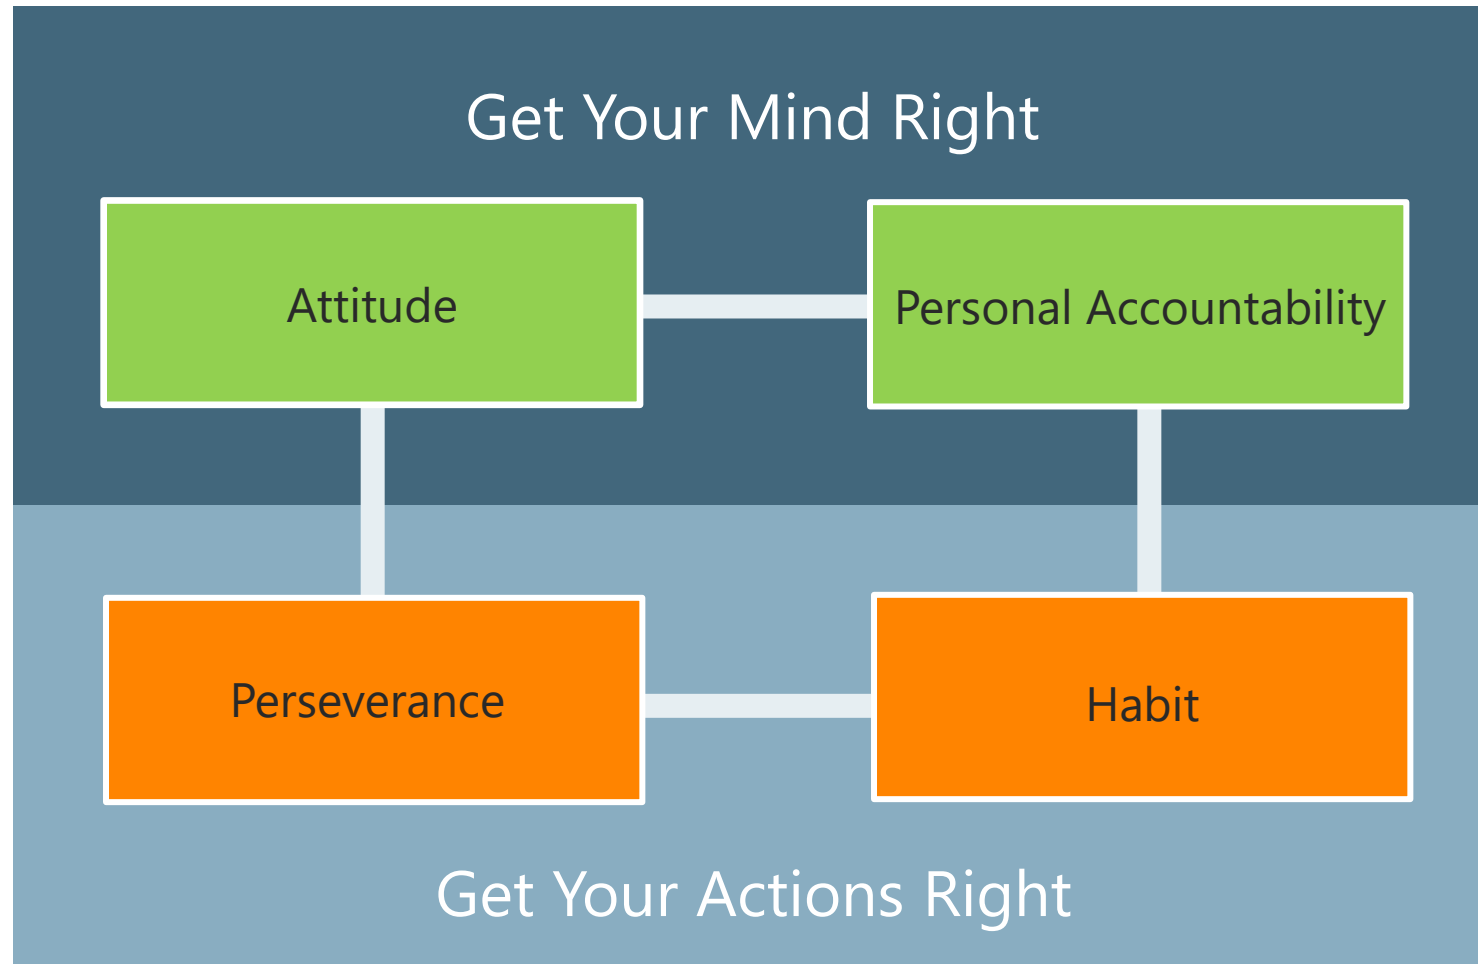 Get Your Mind Right
Attitude
Personal Accountability
Perseverance
Habit
Get Your Actions Right